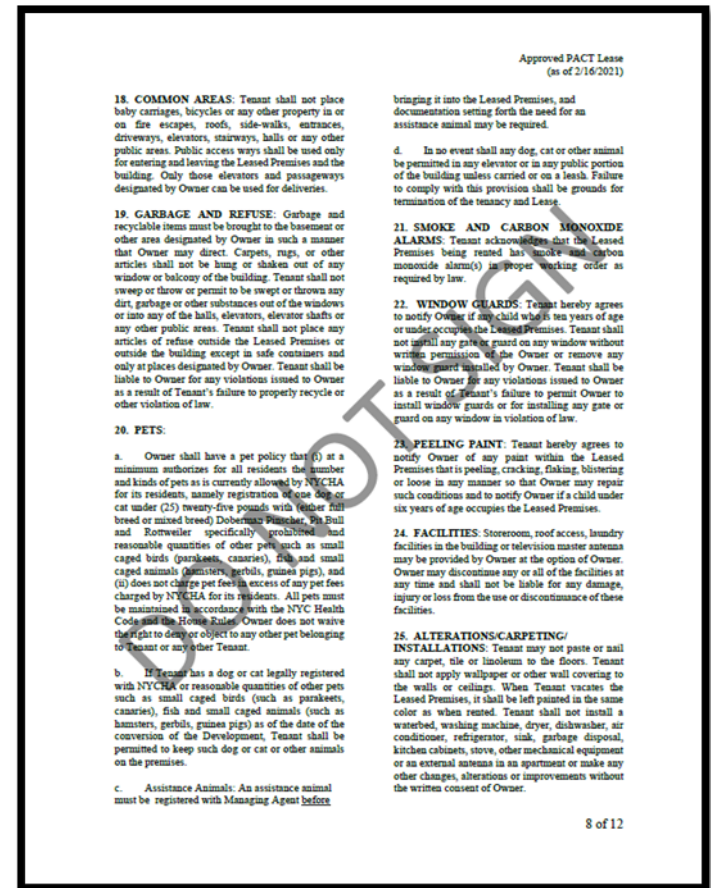 Approved PACT Lease
(as of 2/16/2021)
18. COMMON AREAS: Tenant shall not place
baby carriages, bicycles or any other property in or
on fire escapes, roofs, side-walks, entrances,
driveways, elevators, stairways, halls or any other
public areas. Public access ways shall be used only
for entering and leaving the Leased Premises and the
building. Only those elevators and passageways
designated by Owner can be used for deliveries.
19. GARBAGE AND REFUSE: Garbage and
recyclable items must be brought to the basement or
other area designated by Owner in such a manner
that Owner may direct. Carpets, rugs, or other
articles shall not be hung or shaken out of any
window or balcony of the building. Tenant shall not
sweep or throw or permit to be swept or thrown any
dirt, garbage or other substances out of the windows
or into any of the halls, elevators, elevator shafts or
any other public areas. Tenant shall not place any
articles of refuse outside the Leased Premises or
outside the building except in safe containers and
only at places designated by Owner. Tenant shall be
liable to Owner for any violations issued to Owner
as a result of Tenant's failure to properly recycle or
other violation of law.
20. PETS:
a. Owner shall have a pet policy that (i) at a
minimum authorizes for all residents the number
and kinds of pets as is currently allowed by NYCHA
for its residents, namely registration of one dog or
cat under (25) twenty-five pounds with (either full
breed or mixed breed) Doberman Pinscher, Pit Bull
and Rottweiler specifically prohibited and
reasonable quantities of other pets such as small
caged birds (parakeets, canaries), fish and small
caged animals (hamsters, gerbils, guinea pigs), and
(ii) does not charge pet fees in excess of any pet fees
charged by NYCHA for its residents. All pets must
be maintained in accordance with the NYC Health
Code and the House Rules. Owner does not waive
the right to deny or object to any other pet belonging
to Tenant or any other Tenant.
b. If Tenant has a dog or cat legally registered
with NYCHA or reasonable quantities of other pets
such as small caged birds (such as parakeets,
canaries), fish and small caged animals (such as
hamsters, gerbils, guinea pigs) as of the date of the
conversion of the Development, Tenant shall be
permitted to keep such dog or cat or other animals
on the premises.
c. Assistance Animals: An assistance animal
must be registered with Managing Agent before
bringing it into the Leased Premises, and
documentation setting forth the need for an
assistance animal may be required.
d. In no event shall any dog, cat or other animal
be permitted in any elevator or in any public portion
of the building unless carried or on a leash. Failure
to comply with this provision shall be grounds for
termination of the tenancy and Lease.
21. SMOKE AND CARBON MONOXIDE
ALARMS: Tenant acknowledges that the Leased
Premises being rented has smoke and carbon
monoxide alarm(s) in proper working order as
required by law.
22. WINDOW GUARDS: Tenant hereby agrees
to notify Owner if any child who is ten years of age
or under occupies the Leased Premises. Tenant shall
not install any gate or guard on any window without
written permission of the Owner or remove any
window guard installed by Owner. Tenant shall be
liable to Owner for any violations issued to Owner
as a result of Tenant's failure to permit Owner to
install window guards or for installing any gate or
guard on any window in violation of law.
23. PEELING PAINT: Tenant hereby agrees to
notify Owner of any paint within the Leased
Premises that is peeling, cracking, flaking, blistering
or loose in any manner so that Owner may repair
such conditions and to notify Owner if a child under
six years of age occupies the Leased Premises.
24. FACILITIES: Storeroom, roof access, laundry
facilities in the building or television master antenna
may be provided by Owner at the option of Owner.
Owner may discontinue any or all of the facilities at
any time and shall not be liable for any damage,
injury or loss from the use or discontinuance of these
facilities.
25. ALTERATIONS/CARPETING/
INSTALLATIONS: Tenant may not paste or nail
any carpet, tile or linoleum to the floors. Tenant
shall not apply wallpaper or other wall covering to
the walls or ceilings. When Tenant vacates the
Leased Premises, it shall be left painted in the same
color as when rented. Tenant shall not install a
waterbed, washing machine, dryer, dishwasher, air
conditioner, refrigerator, sink, garbage disposal,
kitchen cabinets, stove, other mechanical equipment
or an external antenna in an apartment or make any
other changes, alterations or improvements without
the written consent of Owner.
8 of 12
DO NOT SIGN